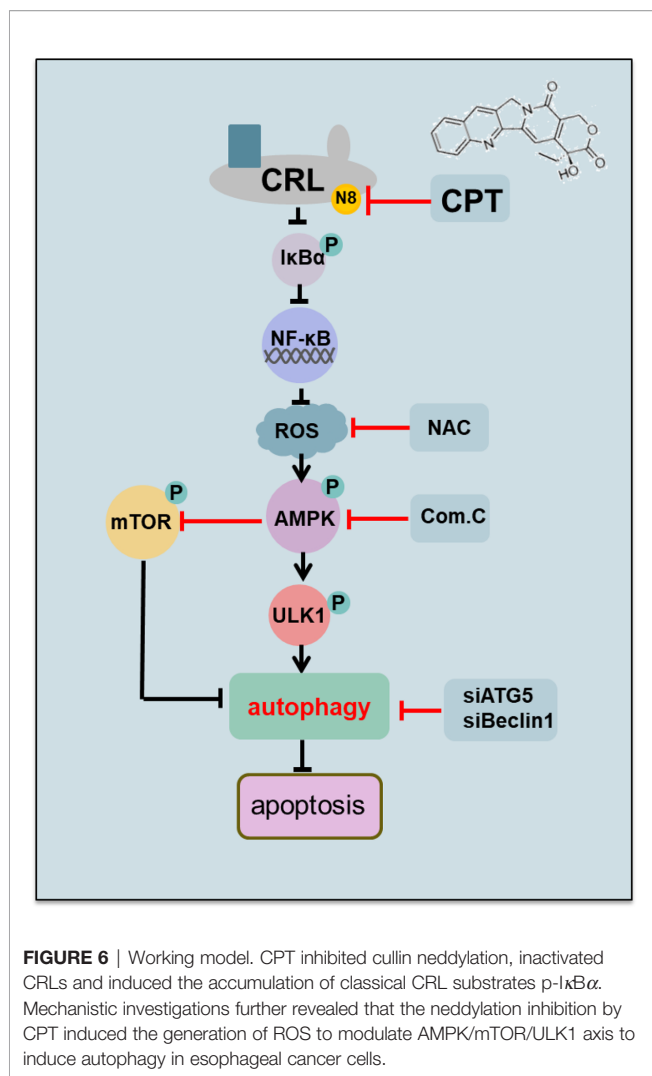 N
O
O
N
O
HO
CRL
N8
CPT
P
IκBα
NF-κB
ROS
NAC
P
P
mTOR
AMPK
Com.C
ULK1
P
autophagy
siATG5
siBeclin1
apoptosis
FIGURE 6 | Working model. CPT inhibited cullin neddylation, inactivated
CRLs and induced the accumulation of classical CRL substrates p-IκBα.
Mechanistic investigations further revealed that the neddylation inhibition by
CPT induced the generation of ROS to modulate AMPK/mTOR/ULK1 axis to
induce autophagy in esophageal cancer cells.